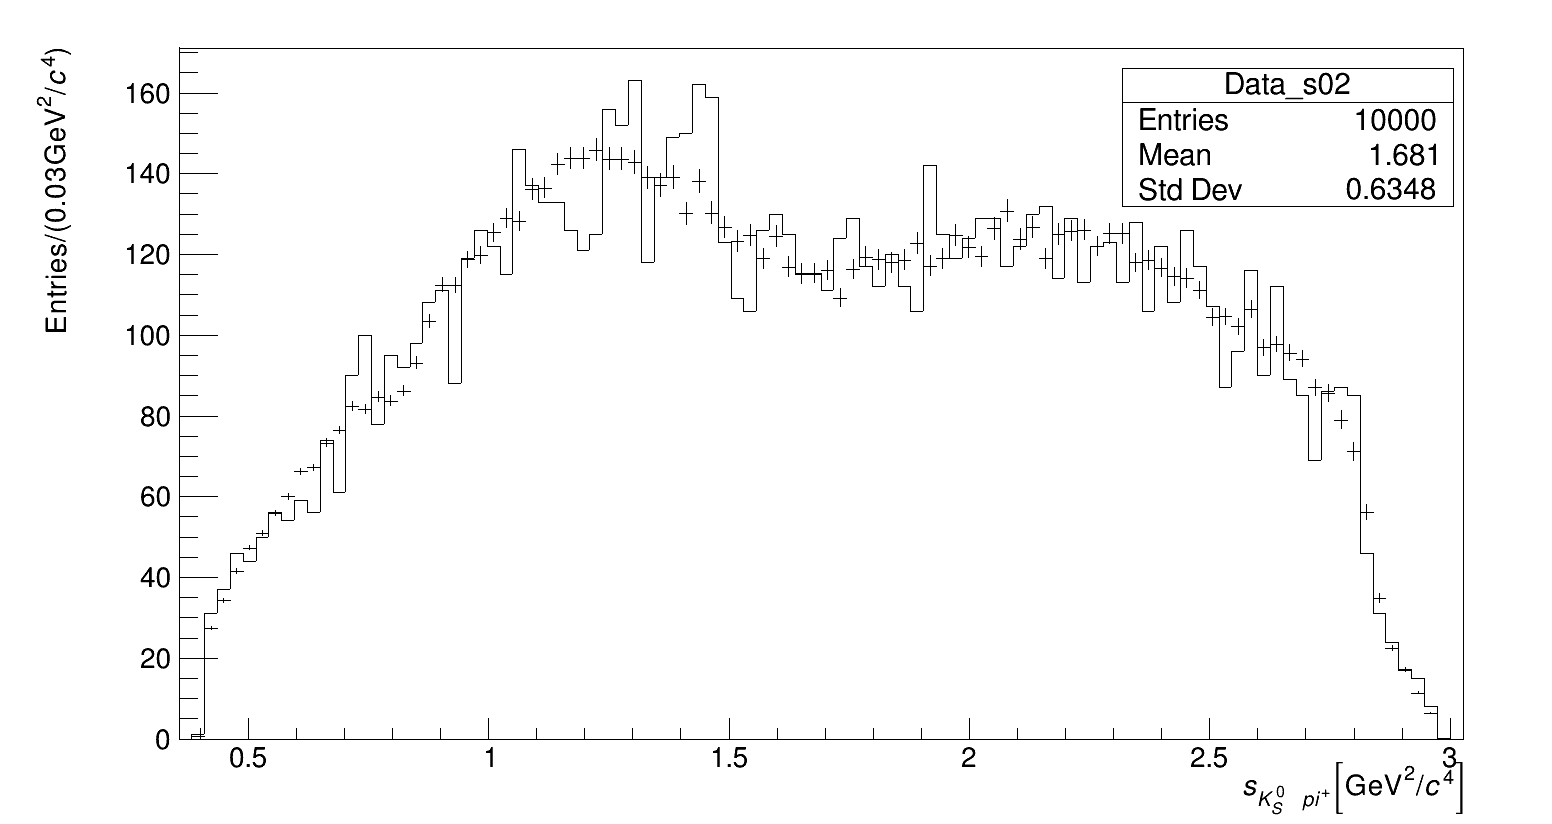 Entries/(0.03GeV²/c⁴)
160
140
120
100
80
60
40
20
0
Data_s02
Entries 10000
Mean 1.681
Std Dev 0.6348
0.5 1 1.5 2 2.5 3
s_{K_S^0 pi⁺}[GeV²/c⁴]